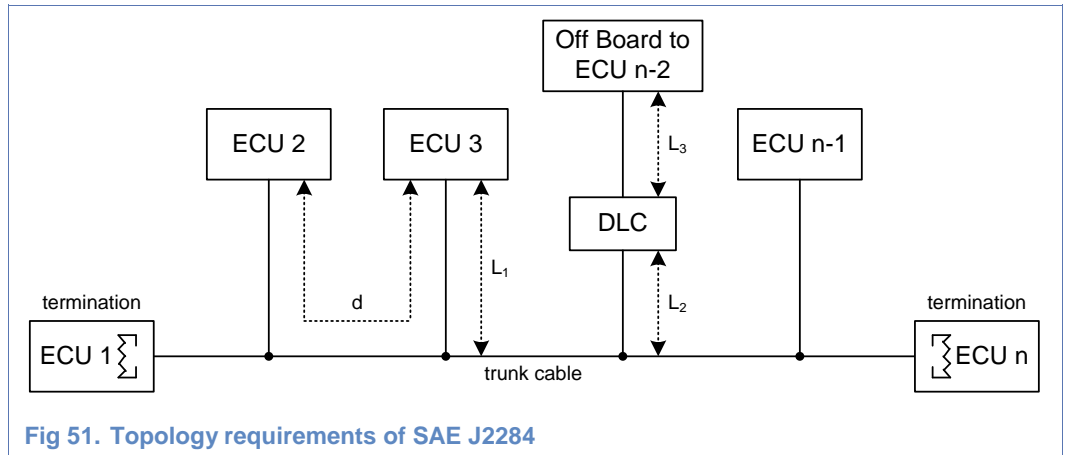 Off Board to
ECU n-2
ECU 2
ECU 3
ECU n-1
L₃
DLC
L₁
L₂
d
termination
termination
ECU 1
ECU n
trunk cable
Fig 51. Topology requirements of SAE J2284